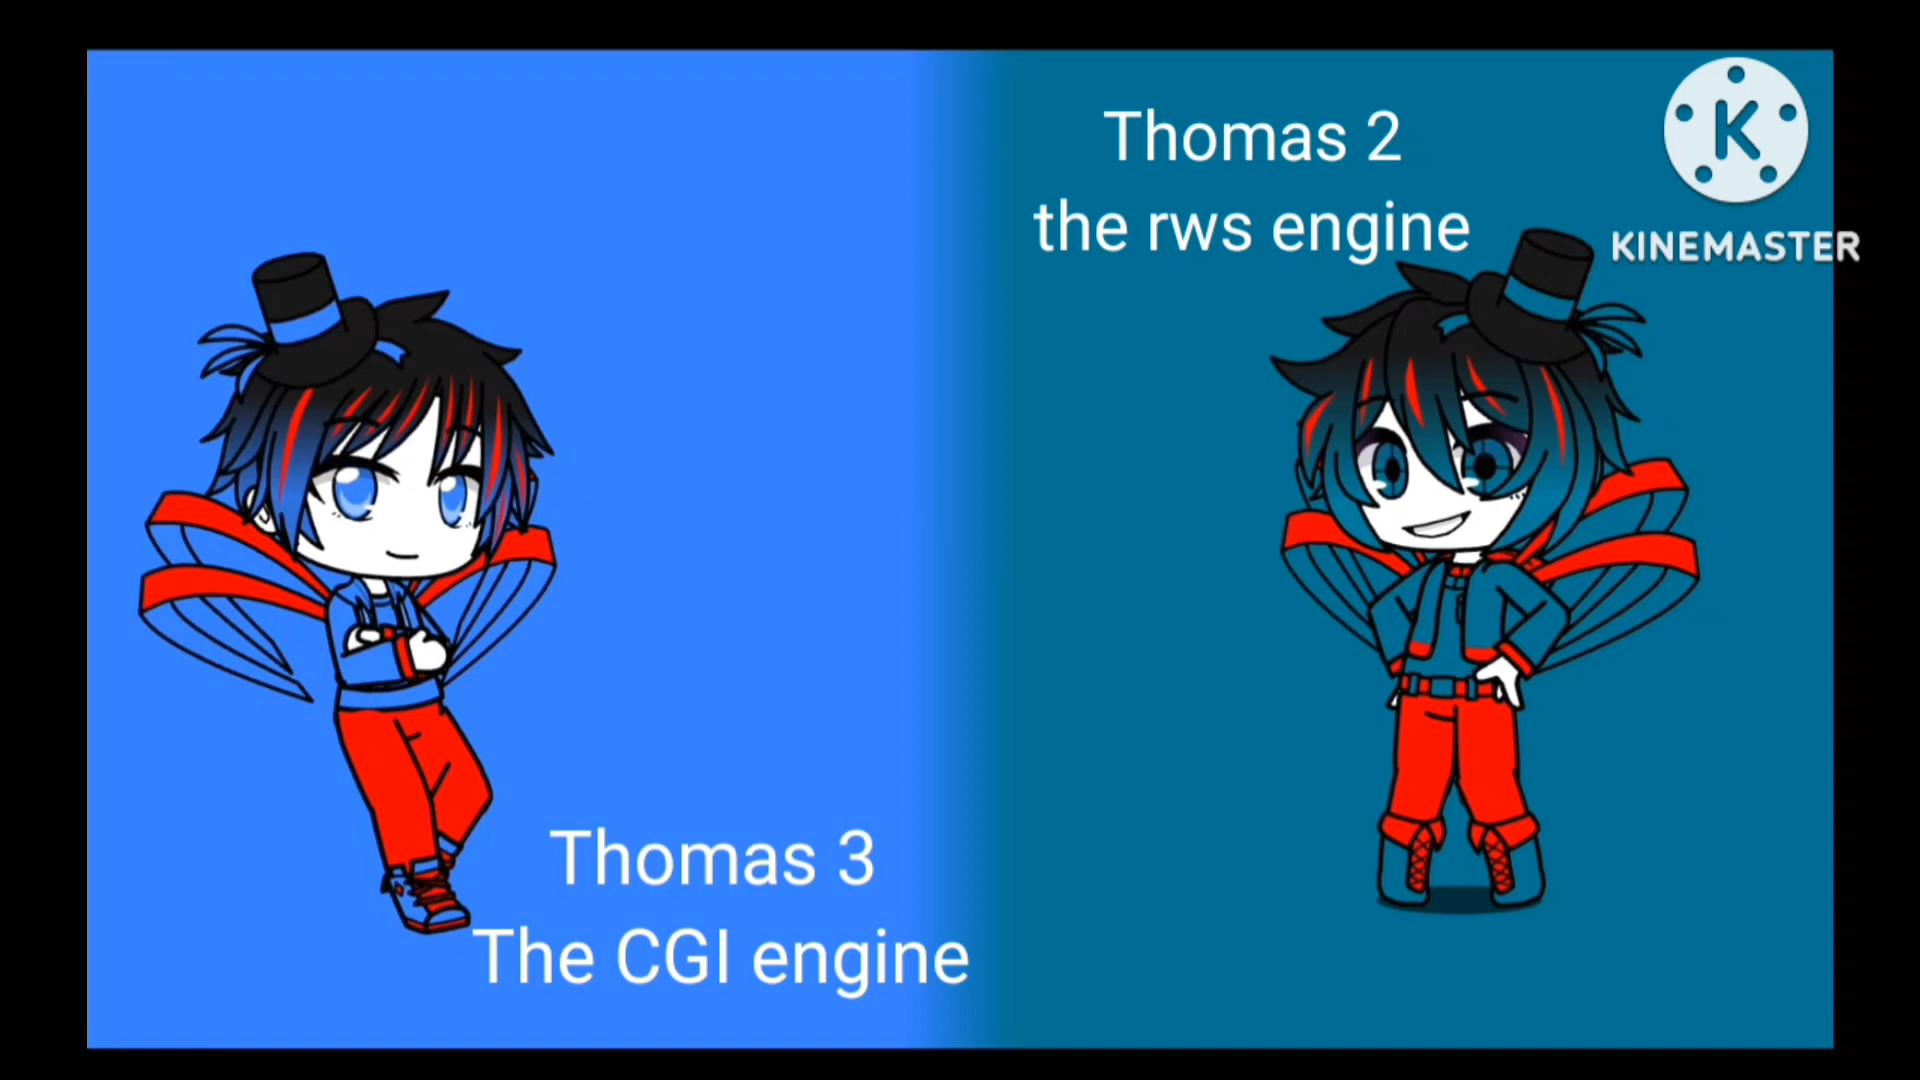 Thomas 2
the rws engine
K
KINEMASTER
Thomas 3
The CGI engine